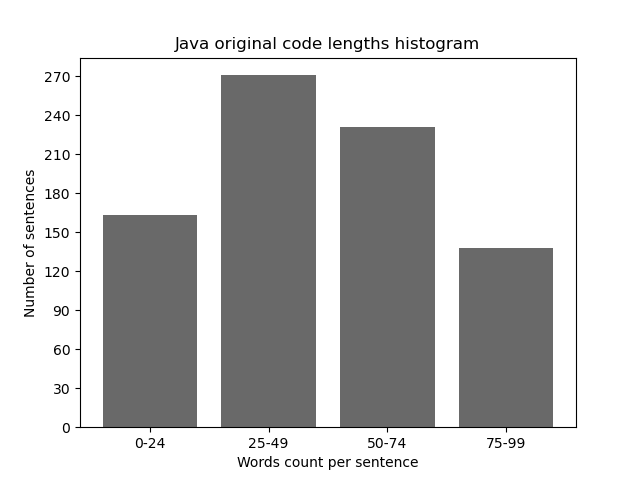 Java original code lengths histogram
Number of sentences
270
240
210
180
150
120
90
60
30
0
0-24 25-49 50-74 75-99
Words count per sentence